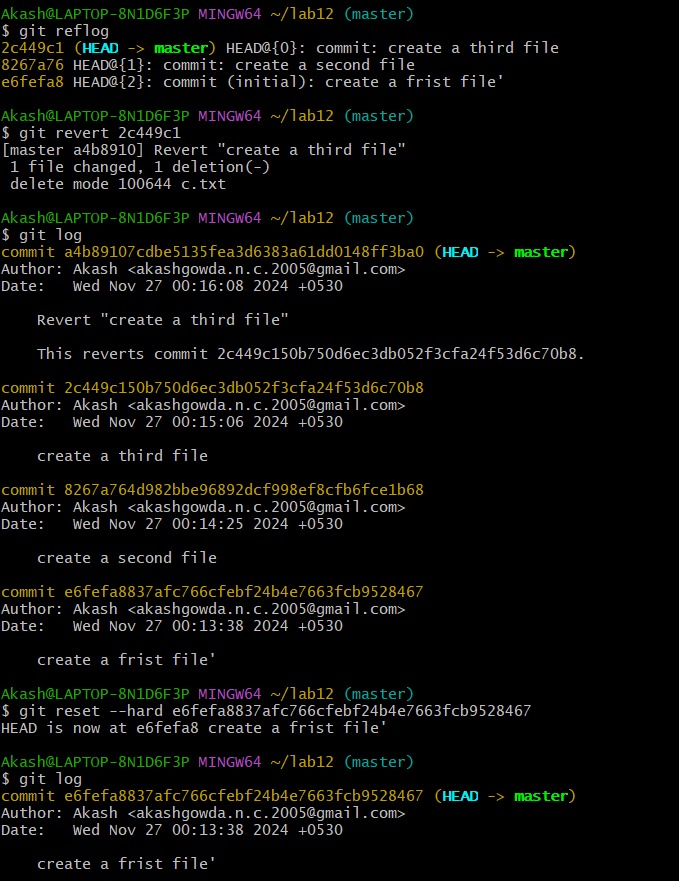 Akash@LAPTOP-8N1D6F3P MINGW64 ~/lab12 (master)
$ git reflog
2c449c1 (HEAD -> master) HEAD@{0}: commit: create a third file
8267a76 HEAD@{1}: commit: create a second file
e6fefa8 HEAD@{2}: commit (initial): create a frist file'
Akash@LAPTOP-8N1D6F3P MINGW64 ~/lab12 (master)
$ git revert 2c449c1
[master a4b8910] Revert "create a third file"
 1 file changed, 1 deletion(-)
 delete mode 100644 c.txt
Akash@LAPTOP-8N1D6F3P MINGW64 ~/lab12 (master)
$ git log
commit a4b89107cdbe5135fea3d6383a61dd0148ff3ba0 (HEAD -> master)
Author: Akash <akashgowda.n.c.2005@gmail.com>
Date:   Wed Nov 27 00:16:08 2024 +0530
    Revert "create a third file"
    This reverts commit 2c449c150b750d6ec3db052f3cfa24f53d6c70b8.
commit 2c449c150b750d6ec3db052f3cfa24f53d6c70b8
Author: Akash <akashgowda.n.c.2005@gmail.com>
Date:   Wed Nov 27 00:15:06 2024 +0530
    create a third file
commit 8267a764d982bbe96892dcf998ef8cfb6fce1b68
Author: Akash <akashgowda.n.c.2005@gmail.com>
Date:   Wed Nov 27 00:14:25 2024 +0530
    create a second file
commit e6fefa8837afc766cfebf24b4e7663fcb9528467
Author: Akash <akashgowda.n.c.2005@gmail.com>
Date:   Wed Nov 27 00:13:38 2024 +0530
    create a frist file'
Akash@LAPTOP-8N1D6F3P MINGW64 ~/lab12 (master)
$ git reset --hard e6fefa8837afc766cfebf24b4e7663fcb9528467
HEAD is now at e6fefa8 create a frist file'
Akash@LAPTOP-8N1D6F3P MINGW64 ~/lab12 (master)
$ git log
commit e6fefa8837afc766cfebf24b4e7663fcb9528467 (HEAD -> master)
Author: Akash <akashgowda.n.c.2005@gmail.com>
Date:   Wed Nov 27 00:13:38 2024 +0530
    create a frist file'